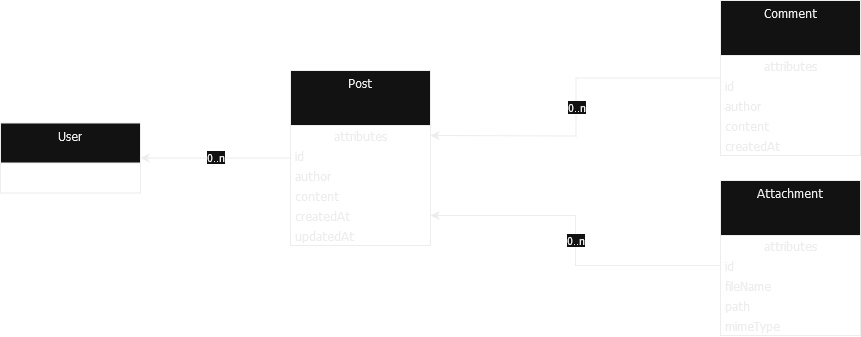 User
0..n
Post
attributes
id
author
content
createdAt
updatedAt
0..n
Comment
attributes
id
author
content
createdAt
0..n
Attachment
attributes
id
fileName
path
mimeType